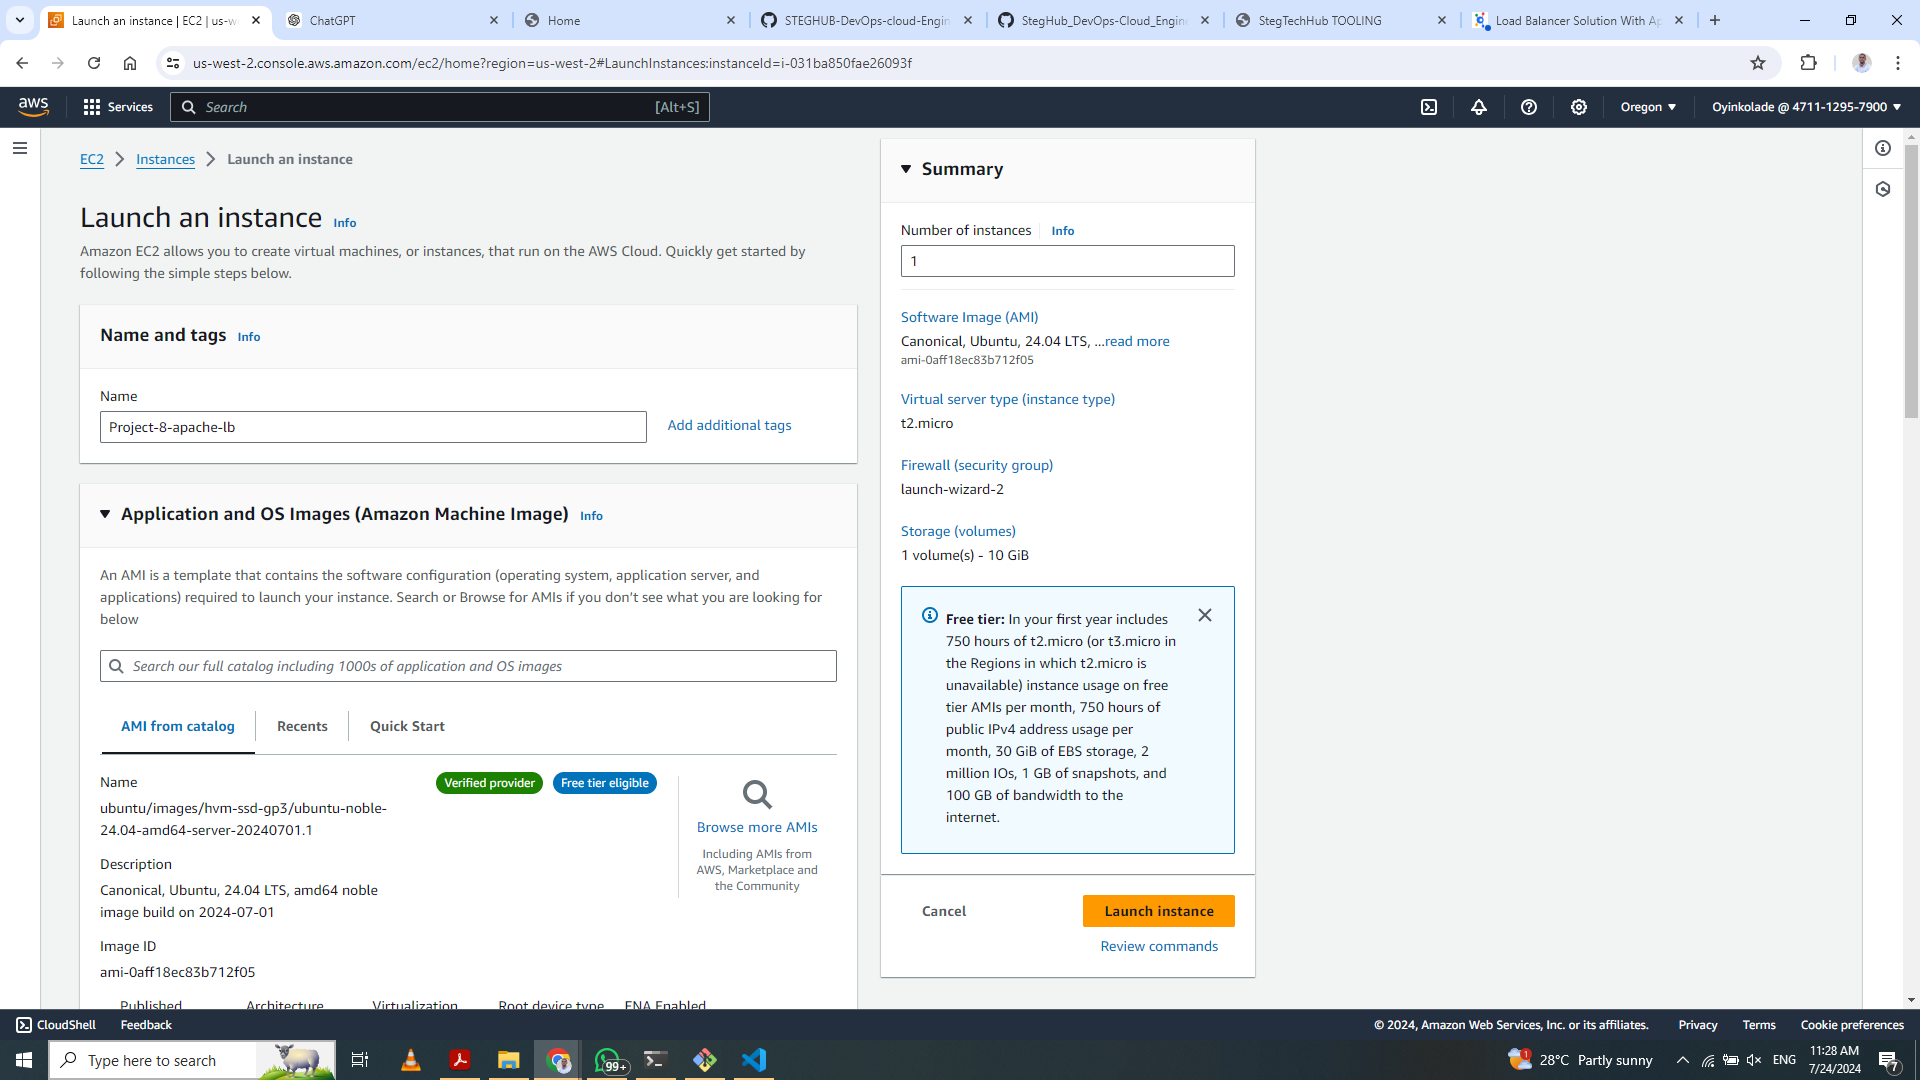 Launch an instance | EC2 | us-w
ChatGPT
Home
STEGHUB-DevOps-cloud-Engin
StegHub_DevOps-Cloud_Engine
StegTechHub TOOLING
Load Balancer Solution With Ap
us-west-2.console.aws.amazon.com/ec2/home?region=us-west-2#LaunchInstances:instanceId=i-031ba850fae26093f
aws
Services
Search
[Alt+S]
Oregon
Oyinkolade @ 4711-1295-7900
EC2
Instances
Launch an instance
Launch an instance Info
Amazon EC2 allows you to create virtual machines, or instances, that run on the AWS Cloud. Quickly get started by
following the simple steps below.
Name and tags Info
Name
Project-8-apache-lb
Add additional tags
Application and OS Images (Amazon Machine Image) Info
An AMI is a template that contains the software configuration (operating system, application server, and
applications) required to launch your instance. Search or Browse for AMIs if you don't see what you are looking for
below
Search our full catalog including 1000s of application and OS images
AMI from catalog
Recents
Quick Start
Name
Verified provider
Free tier eligible
ubuntu/images/hvm-ssd-gp3/ubuntu-noble-
24.04-amd64-server-20240701.1
Description
Canonical, Ubuntu, 24.04 LTS, amd64 noble
image build on 2024-07-01
Image ID
ami-0aff18ec83b712f05
Browse more AMIs
Including AMIs from
AWS, Marketplace and
the Community
Published
Architecture
Virtualization
Root device type
ENA Enabled
Summary
Number of instances
Info
1
Software Image (AMI)
Canonical, Ubuntu, 24.04 LTS, ...read more
ami-0aff18ec83b712f05
Virtual server type (instance type)
t2.micro
Firewall (security group)
launch-wizard-2
Storage (volumes)
1 volume(s) - 10 GiB
Free tier: In your first year includes
750 hours of t2.micro (or t3.micro in
the Regions in which t2.micro is
unavailable) instance usage on free
tier AMIs per month, 750 hours of
public IPv4 address usage per
month, 30 GiB of EBS storage, 2
million IOs, 1 GB of snapshots, and
100 GB of bandwidth to the
internet.
Cancel
Launch instance
Review commands
CloudShell
Feedback
© 2024, Amazon Web Services, Inc. or its affiliates.
Privacy
Terms
Cookie preferences
Type here to search
99+
1
28°C Partly sunny
ENG
11:28 AM
7/24/2024
7